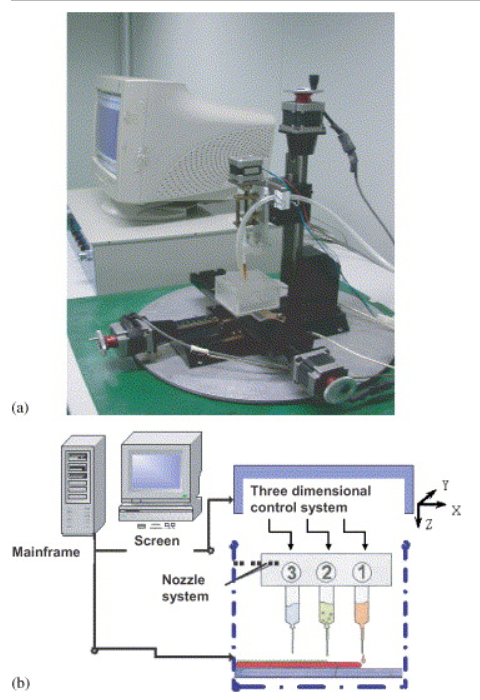 (a)
Three dimensional
control system
Y
X
Z
Mainframe
Screen
3 2 1
Nozzle
system
(b)